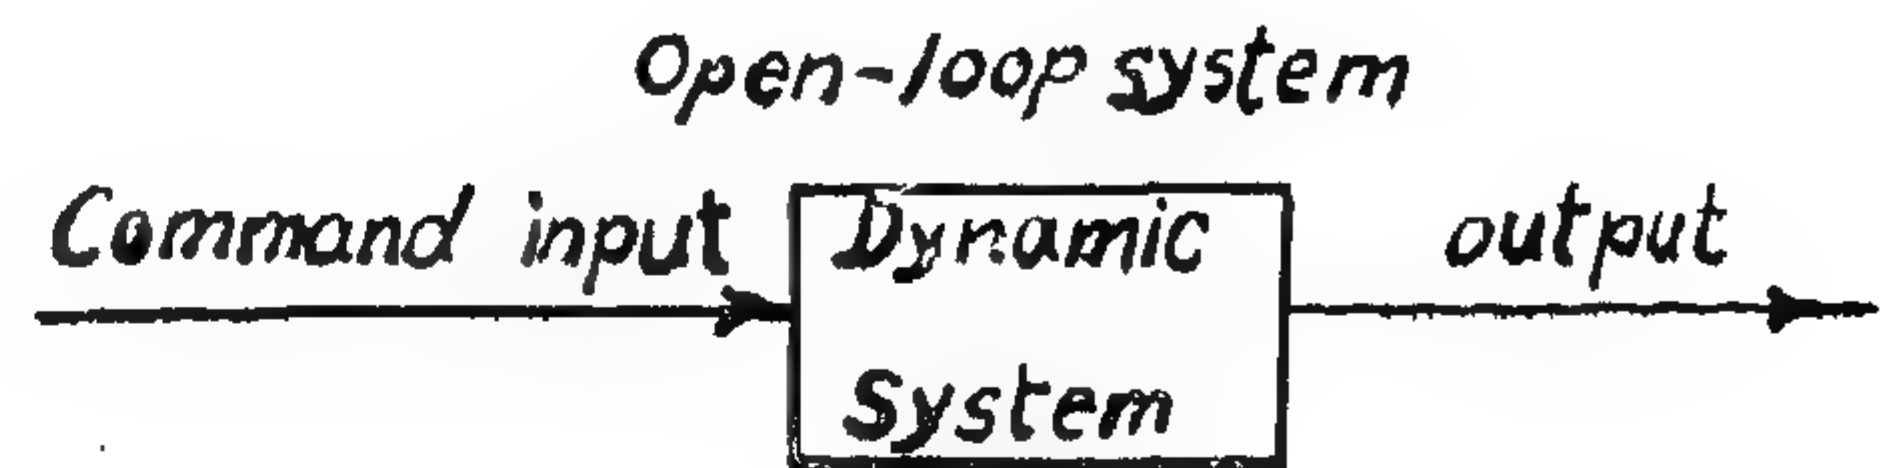 Open-loop system
Command input
Dynamic
System
output